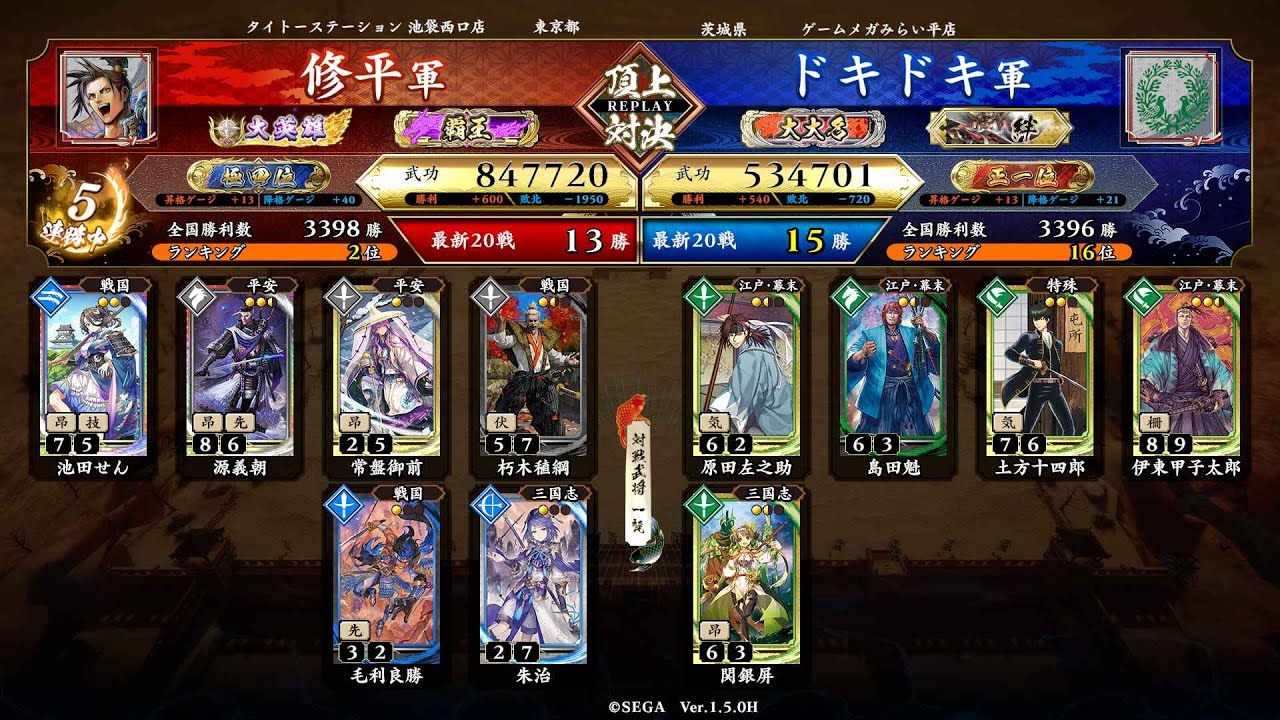 タイトーステーション 池袋西口店 東京都
茨城県 ゲームメガみらい平店
修平軍
頂上
REPLAY
対決
ドキドキ軍
大英雄
覇王
大大名
絆
極四位
昇格ゲージ +13 降格ゲージ +40
武功 847720
勝利 +600 敗北 -1950
武功 534701
勝利 +540 敗北 -720
正一位
昇格ゲージ +13 降格ゲージ +21
5
連勝中
全国勝利数 3398 勝
ランキング 2位
最新20戦 13 勝
最新20戦 15 勝
全国勝利数 3396 勝
ランキング 16位
戦国
昂 技
7 5
池田せん
平安
昂 先
8 6
源義朝
平安
昂
2 5
常盤御前
戦国
伏
5 7
朽木稙綱
対戦武将一覧
江戸・幕末
気
6 2
原田左之助
江戸・幕末
6 3
島田魁
特殊
屯所
気
7 6
土方十四郎
江戸・幕末
柵
8 9
伊東甲子太郎
戦国
先
3 2
毛利良勝
三国志
2 7
朱治
三国志
昂
6 3
関銀屏
©SEGA Ver.1.5.0H